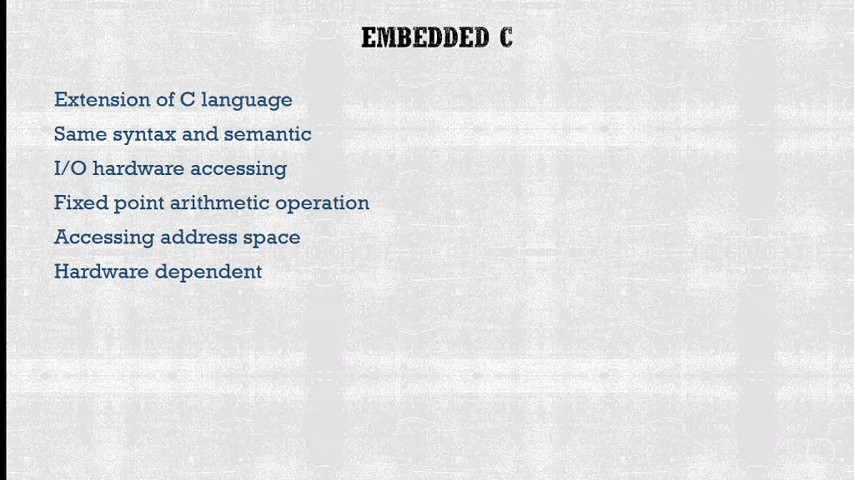 EMBEDDED C
Extension of C language
Same syntax and semantic
I/O hardware accessing
Fixed point arithmetic operation
Accessing address space
Hardware dependent